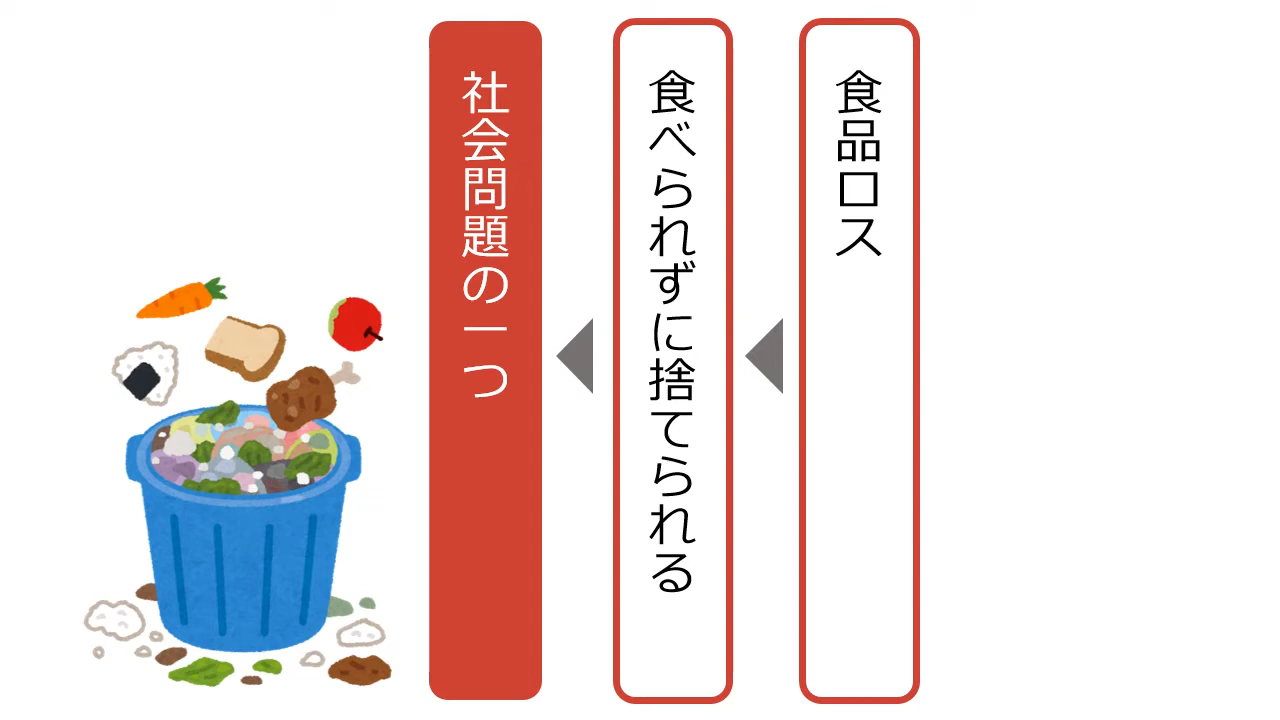 食品ロス
食べられずに捨てられる
社会問題の一つ